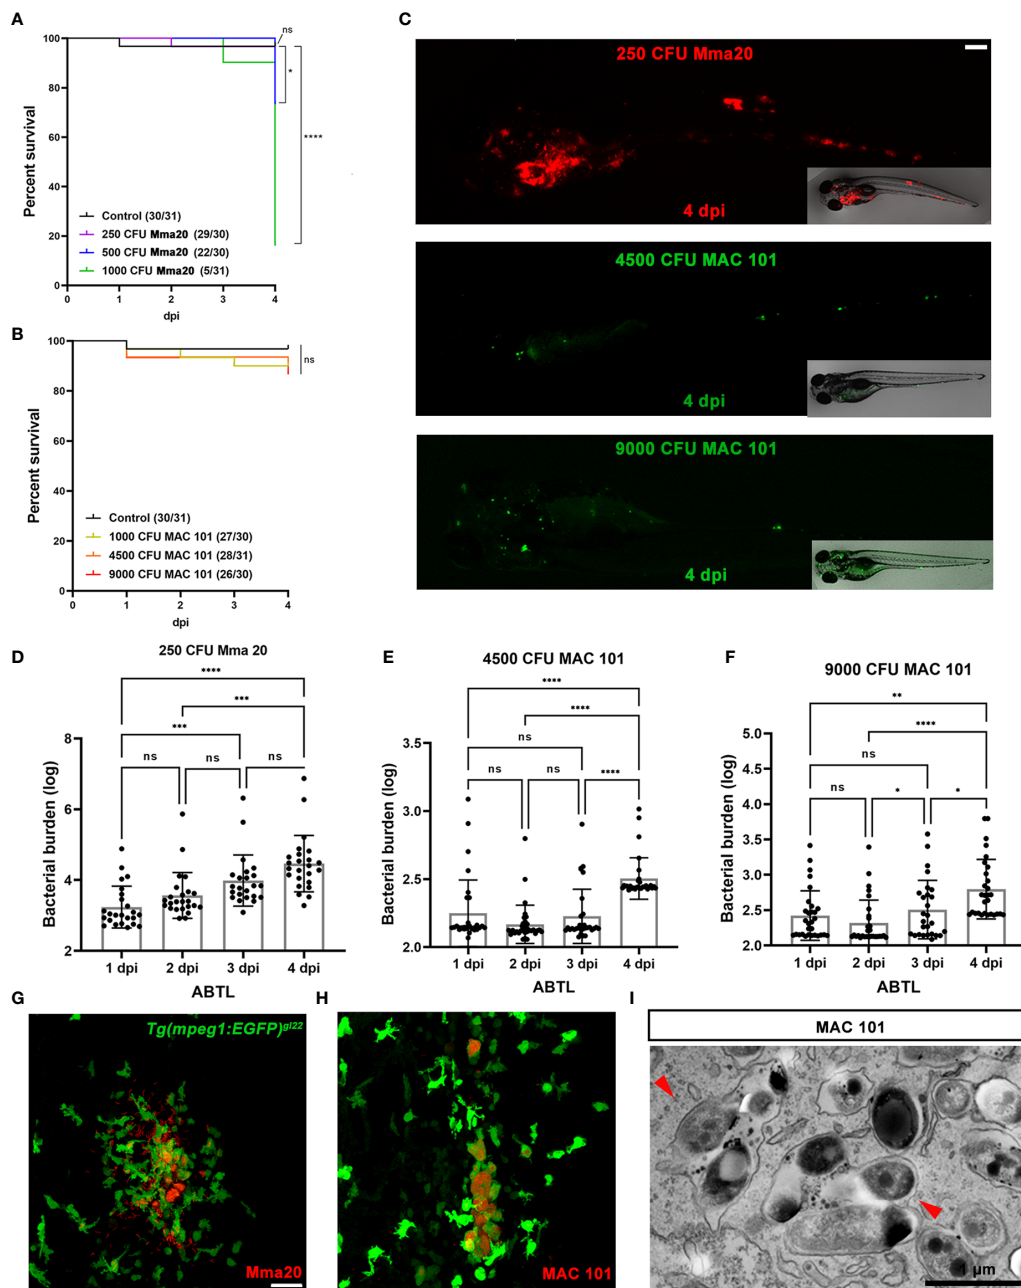 A
ns
100
80
60
40
20
0
Percent survival
*
****
Control (30/31)
250 CFU Mma20 (29/30)
500 CFU Mma20 (22/30)
1000 CFU Mma20 (5/31)
0 1 2 3 4
dpi
B
100
80
60
40
20
0
Percent survival
ns
Control (30/31)
1000 CFU MAC 101 (27/30)
4500 CFU MAC 101 (28/31)
9000 CFU MAC 101 (26/30)
0 1 2 3 4
dpi
C
250 CFU Mma20
4 dpi
4500 CFU MAC 101
4 dpi
9000 CFU MAC 101
4 dpi
D
250 CFU Mma 20
****
***
***
ns ns ns
8
6
4
2
Bacterial burden (log)
1 dpi 2 dpi 3 dpi 4 dpi
ABTL
E
4500 CFU MAC 101
****
****
ns
ns ns ****
3.5
3.0
2.5
2.0
Bacterial burden (log)
1 dpi 2 dpi 3 dpi 4 dpi
ABTL
F
9000 CFU MAC 101
**
****
ns
ns * *
5.0
4.5
4.0
3.5
3.0
2.5
2.0
Bacterial burden (log)
1 dpi 2 dpi 3 dpi 4 dpi
ABTL
G
Tg(mpeg1:EGFP)gl22
Mma20
H
MAC 101
I
MAC 101
1 μm